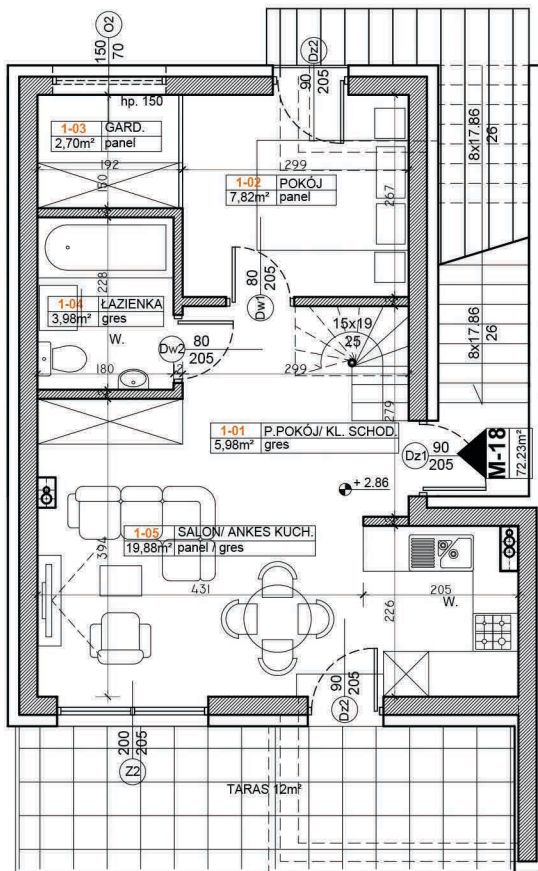 O2
150
70
Dz2
90
205
hp. 150
1-03 GARD.
2,70m² panel
192
150
299
1-02 POKÓJ
7,82m² panel
267
8x17.86
26
228
1-04 ŁAZIENKA
3,98m² gres
W.
80
205
Dw1
Dw2
80
205
15x19
25
8x17.86
26
180
12
299
279
1-01 P.POKÓJ/ KL. SCHOD.
5,98m² gres
Dz1
90
205
M-18
72.23m²
+ 2.86
1-05 SALON/ ANKES KUCH.
19,88m² panel / gres
394
431
205
W.
226
90
205
Dz2
200
205
Z2
TARAS 12m²